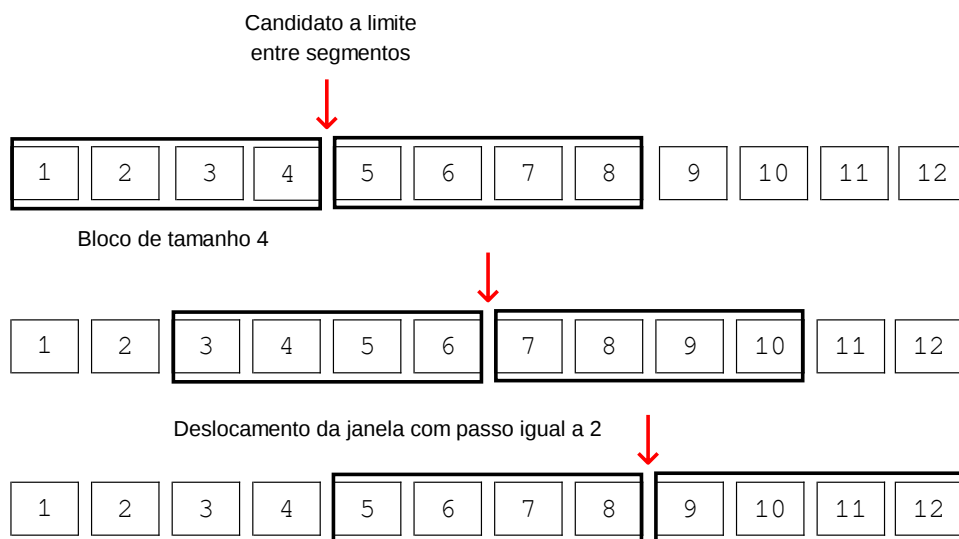 Candidato a limite
entre segmentos
1 2 3 4 5 6 7 8 9 10 11 12
Bloco de tamanho 4
1 2 3 4 5 6 7 8 9 10 11 12
Deslocamento da janela com passo igual a 2
1 2 3 4 5 6 7 8 9 10 11 12